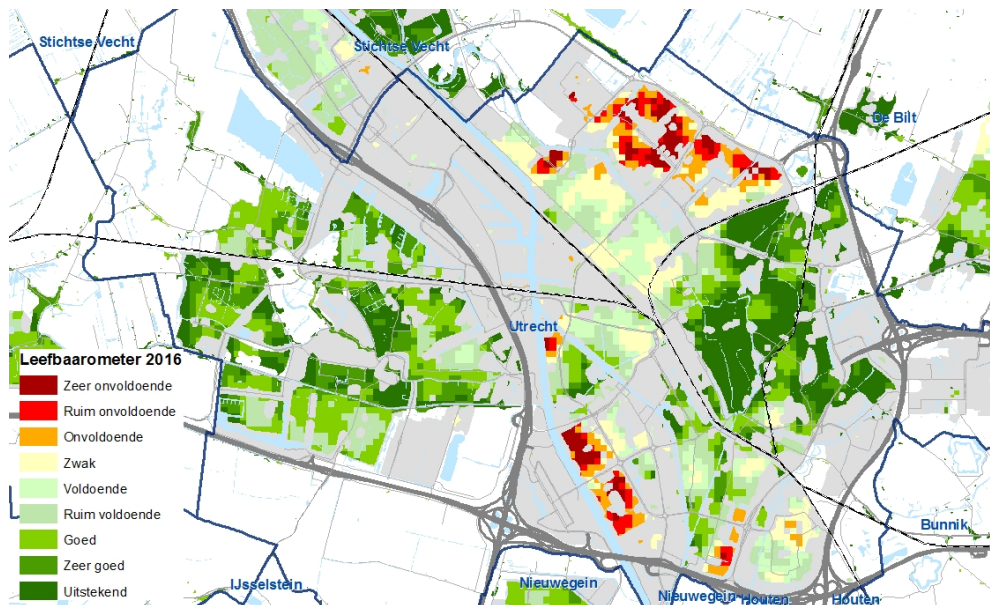 Stichtse Vecht
Stichtse Vecht
De Bilt
Utrecht
Leefbaarometer 2016
Zeer onvoldoende
Ruim onvoldoende
Onvoldoende
Zwak
Voldoende
Ruim voldoende
Goed
Zeer goed
Uitstekend
Bunnik
IJsselstein
Nieuwegein
Nieuwegein
Houten
Houten